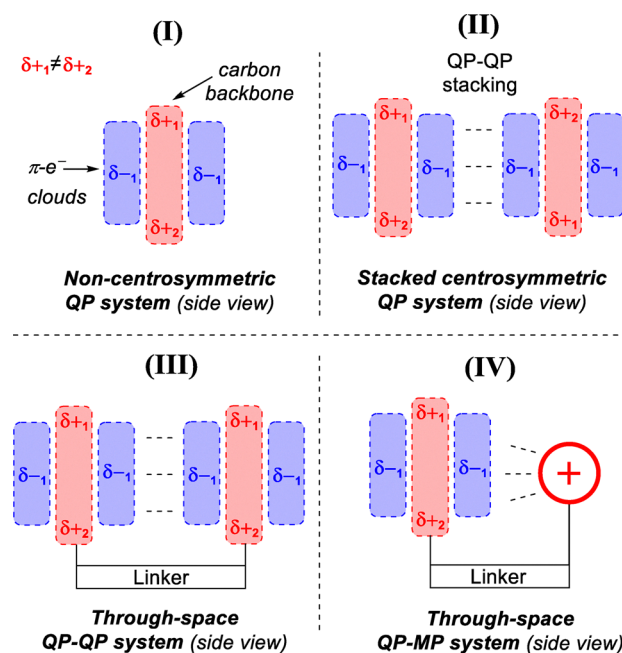 (I)
δ+₁≠δ+₂
carbon
backbone
δ+₁
π-e⁻
clouds
δ−₁
δ−₁
δ+₂
Non-centrosymmetric
QP system (side view)
(II)
QP-QP
stacking
δ+₁
δ+₂
δ−₁
δ−₁
δ−₁
δ−₁
δ+₂
δ+₁
Stacked centrosymmetric
QP system (side view)
(III)
δ+₁
δ+₁
δ−₁
δ−₁
δ−₁
δ−₁
δ+₂
δ+₂
Linker
Through-space
QP-QP system (side view)
(IV)
δ+₁
δ−₁
δ−₁
+
δ+₂
Linker
Through-space
QP-MP system (side view)